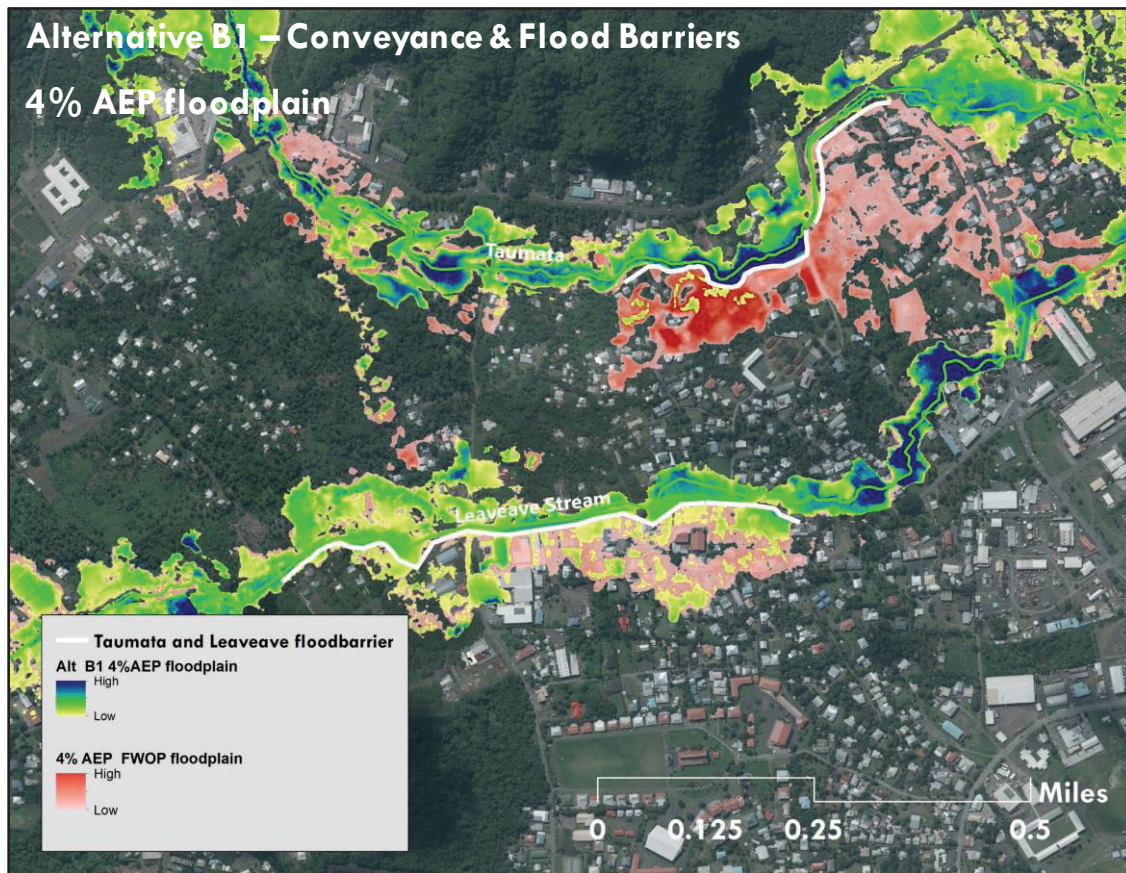 Alternative B1 – Conveyance & Flood Barriers
4% AEP floodplain
Taumata
Leaveave Stream
Taumata and Leaveave floodbarrier
Alt B1 4%AEP floodplain
High
Low
4% AEP FWOP floodplain
High
Low
Miles
0 0.125 0.25 0.5